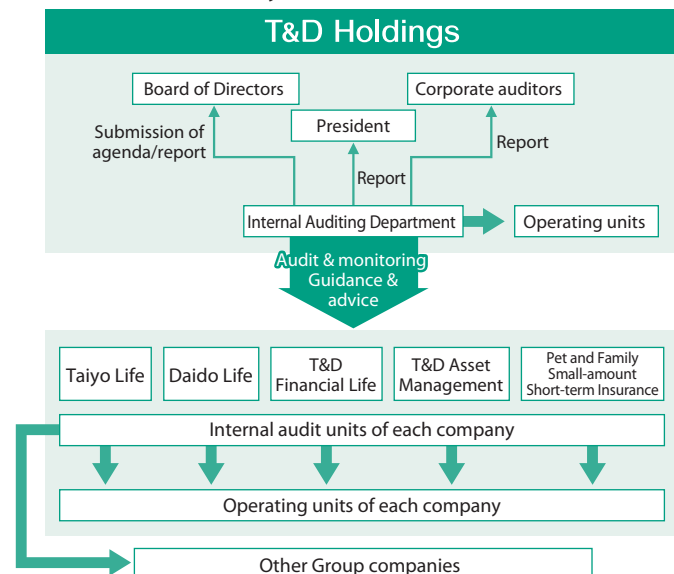 T&D Holdings
Board of Directors
Corporate auditors
President
Submission of
agenda/report
Report
Report
Internal Auditing Department
Operating units
Audit & monitoring
Guidance &
advice
Taiyo Life
Daido Life
T&D
Financial Life
T&D Asset
Management
Pet and Family
Small-amount
Short-term Insurance
Internal audit units of each company
Operating units of each company
Other Group companies